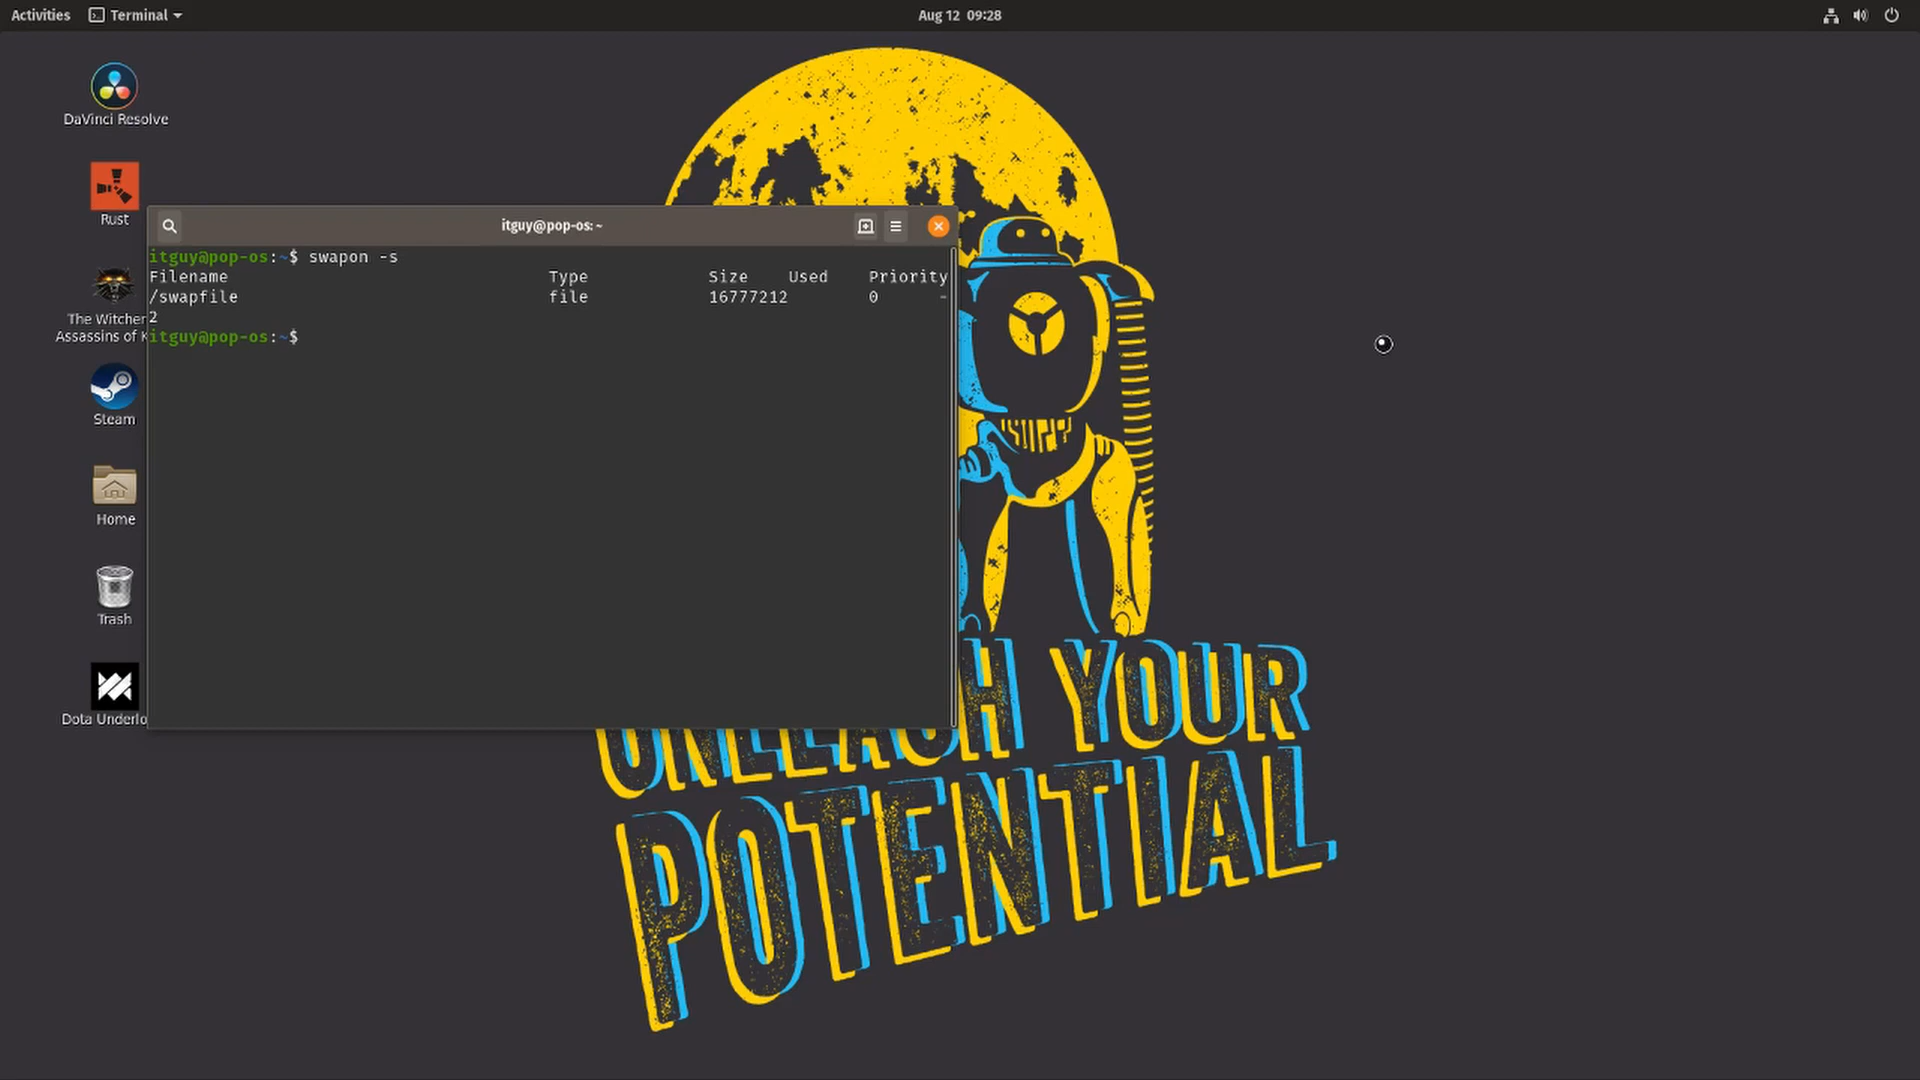 Activities Terminal Aug 12 09:28
DaVinci Resolve
Rust
The Witcher
Assassins of K
Steam
Home
Trash
Dota Underlo
itguy@pop-os: ~
itguy@pop-os:~$ swapon -s
Filename Type Size Used Priority
/swapfile file 16777212 0 -
2
itguy@pop-os:~$
UNLEASH YOUR
POTENTIAL